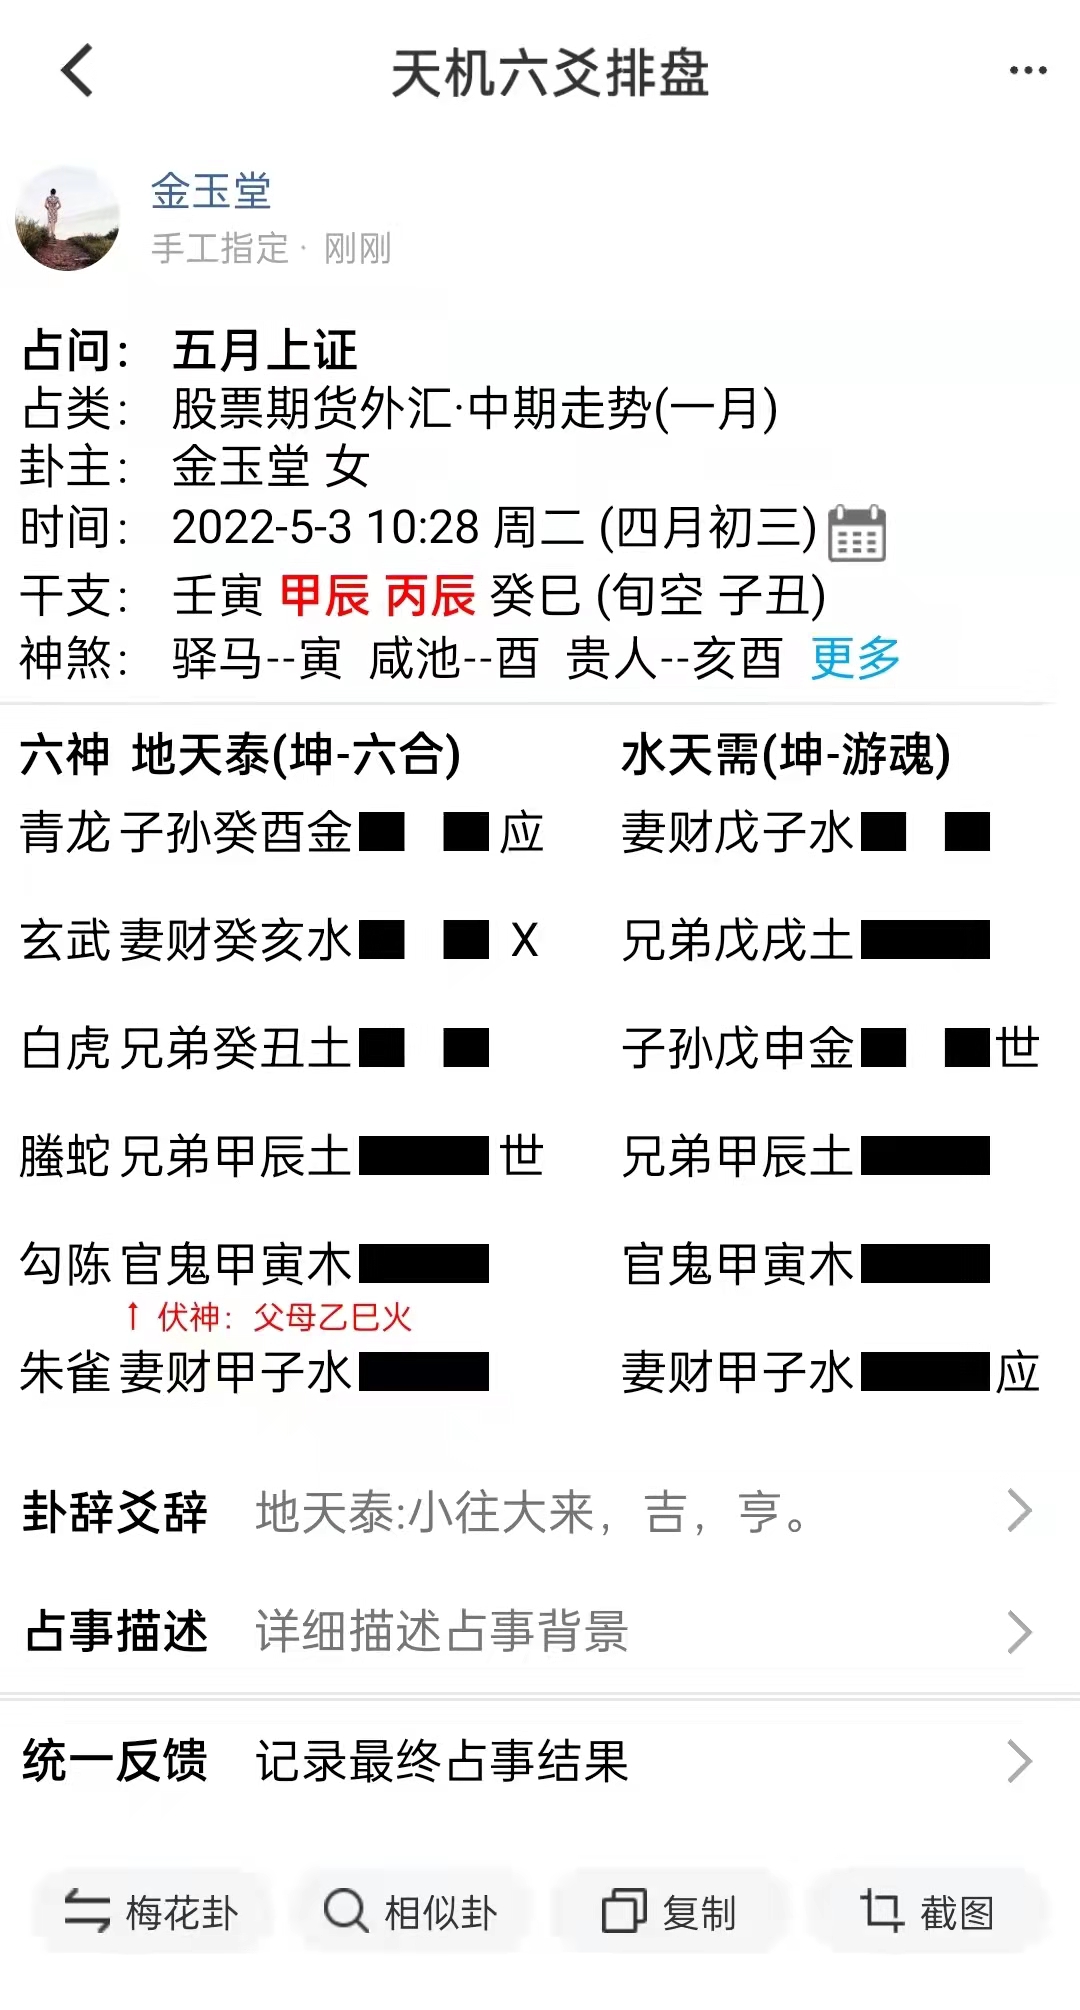 天机六爻排盘
金玉堂
手工指定 · 刚刚
占问： 五月上证
占类： 股票期货外汇·中期走势(一月)
卦主： 金玉堂 女
时间： 2022-5-3 10:28 周二 (四月初三)
干支： 壬寅 甲辰 丙辰 癸巳 (旬空 子丑)
神煞： 驿马--寅 咸池--酉 贵人--亥酉 更多
六神 地天泰(坤-六合) 水天需(坤-游魂)
青龙 子孙癸酉金 应 妻财戊子水
玄武 妻财癸亥水 X 兄弟戊戌土
白虎 兄弟癸丑土 子孙戊申金 世
螣蛇 兄弟甲辰土 世 兄弟甲辰土
勾陈 官鬼甲寅木 官鬼甲寅木
↑ 伏神：父母乙巳火
朱雀 妻财甲子水 妻财甲子水 应
卦辞爻辞 地天泰:小往大来，吉，亨。
占事描述 详细描述占事背景
统一反馈 记录最终占事结果
梅花卦 相似卦 复制 截图